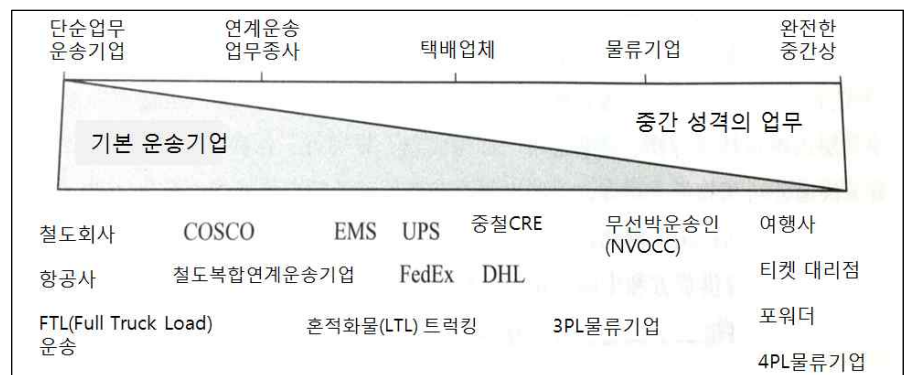 단순업무
운송기업
연계운송
업무종사
택배업체
물류기업
완전한
중간상
기본 운송기업
중간 성격의 업무
철도회사
COSCO
EMS
UPS
중철CRE
무선박운송인
(NVOCC)
여행사
항공사
철도복합연계운송기업
FedEx
DHL
티켓 대리점
FTL(Full Truck Load)
운송
혼적화물(LTL) 트럭킹
3PL물류기업
포워더
4PL물류기업